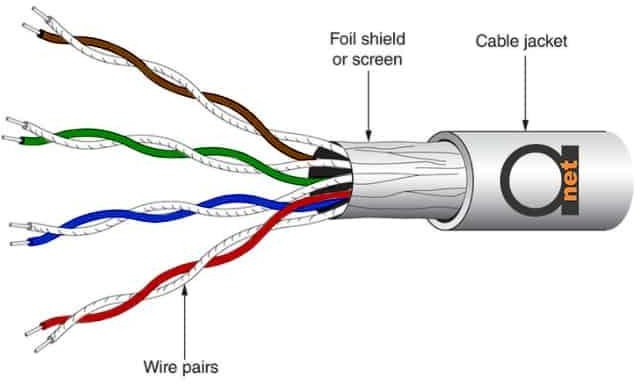 Foil shield
or screen
Cable jacket
a
net
Wire pairs